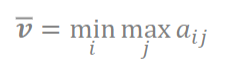 v̅ = min max aᵢⱼ
i j